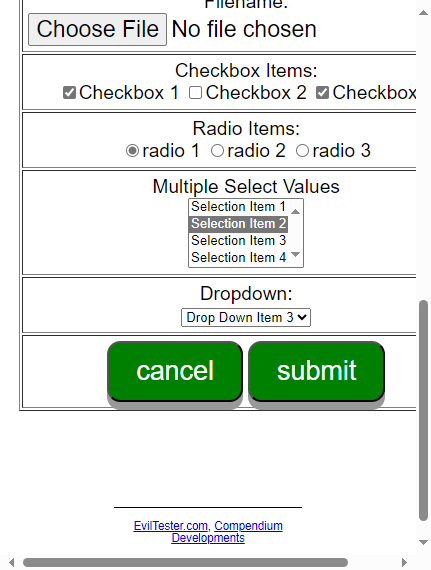 Filename:
Choose File No file chosen
Checkbox Items:
Checkbox 1 Checkbox 2 Checkbox
Radio Items:
radio 1 radio 2 radio 3
Multiple Select Values
Selection Item 1
Selection Item 2
Selection Item 3
Selection Item 4
Dropdown:
Drop Down Item 3
cancel submit
EvilTester.com, Compendium
Developments